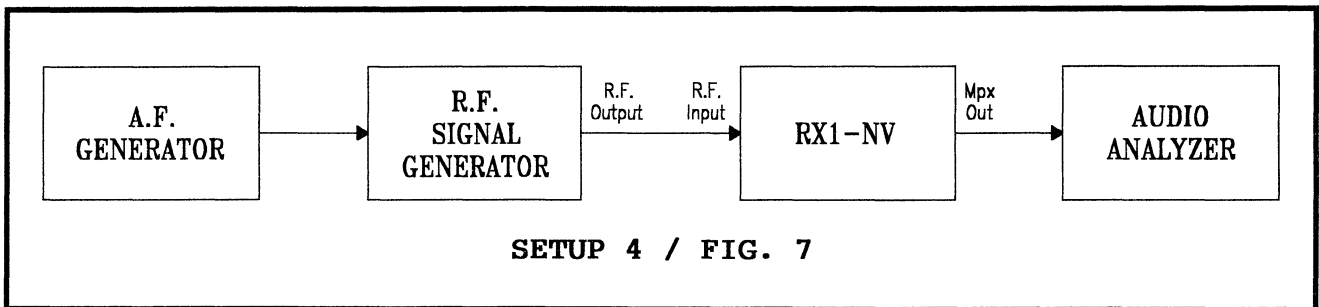 A.F.
GENERATOR
R.F.
SIGNAL
GENERATOR
R.F.
Output
R.F.
Input
RX1-NV
Mpx
Out
AUDIO
ANALYZER
SETUP 4 / FIG. 7